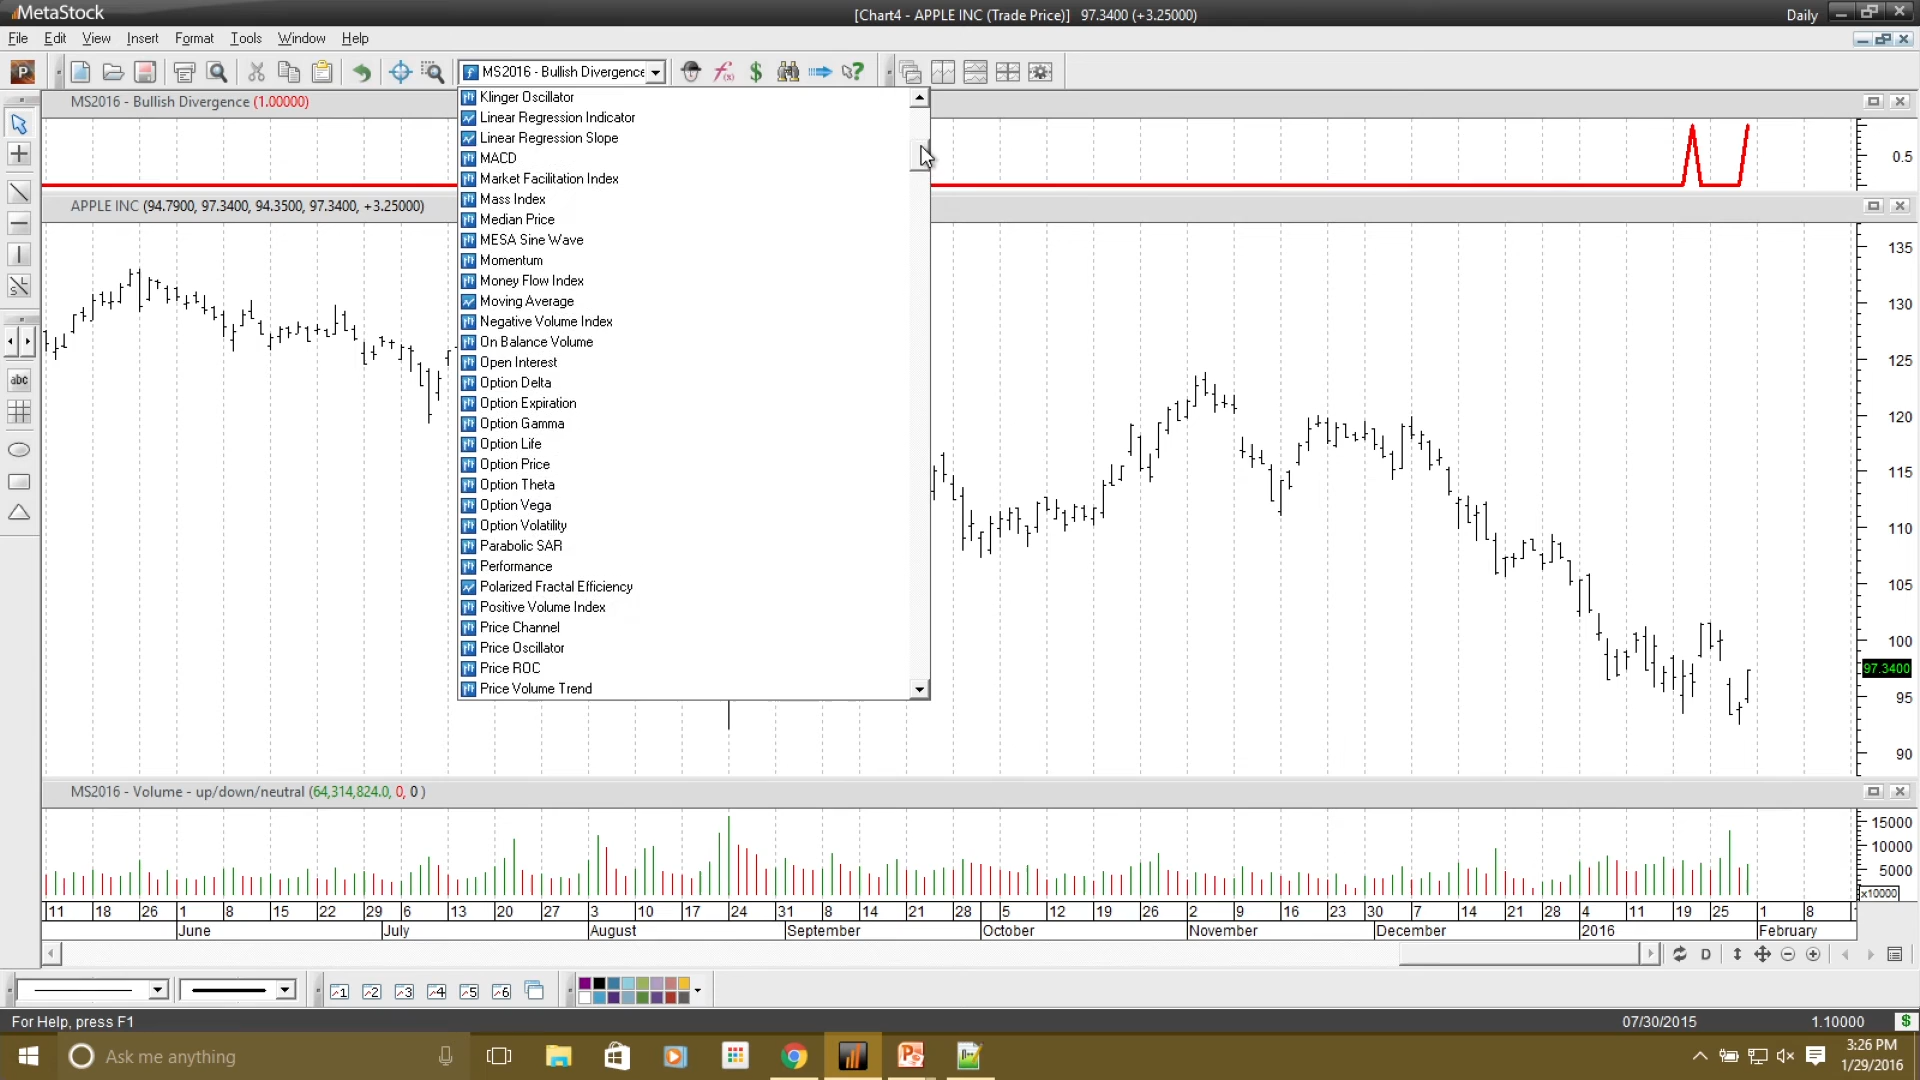 MetaStock
[Chart4 - APPLE INC (Trade Price)] 97.3400 (+3.25000)
Daily
File Edit View Insert Format Tools Window Help
MS2016 - Bullish Divergence
MS2016 - Bullish Divergence (1.00000)
0.5
APPLE INC (94.7900, 97.3400, 94.3500, 97.3400, +3.25000)
Klinger Oscillator
Linear Regression Indicator
Linear Regression Slope
MACD
Market Facilitation Index
Mass Index
Median Price
MESA Sine Wave
Momentum
Money Flow Index
Moving Average
Negative Volume Index
On Balance Volume
Open Interest
Option Delta
Option Expiration
Option Gamma
Option Life
Option Price
Option Theta
Option Vega
Option Volatility
Parabolic SAR
Performance
Polarized Fractal Efficiency
Positive Volume Index
Price Channel
Price Oscillator
Price ROC
Price Volume Trend
abc
135
130
125
120
115
110
105
100
97.3400
95
90
MS2016 - Volume - up/down/neutral (64,314,824.0, 0, 0 )
15000
10000
5000
x10000
11 18 26 1 8 15 22 29 6 13 20 27 3 10 17 24 31 8 14 21 28 5 12 19 26 2 9 16 23 30 7 14 21 28 4 11 19 25 1 8
June July August September October November December 2016 February
D
1 2 3 4 5 6
For Help, press F1
07/30/2015
1.10000
$
Ask me anything
3:26 PM
1/29/2016